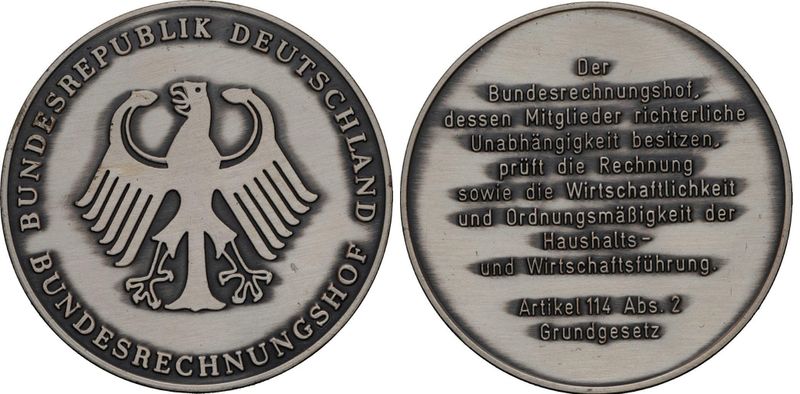 BUNDESREPUBLIK DEUTSCHLAND
BUNDESRECHNUNGSHOF
Der
Bundesrechnungshof,
dessen Mitglieder richterliche
Unabhängigkeit besitzen,
prüft die Rechnung
sowie die Wirtschaftlichkeit
und Ordnungsmäßigkeit der
Haushalts-
und Wirtschaftsführung.
Artikel 114 Abs. 2
Grundgesetz